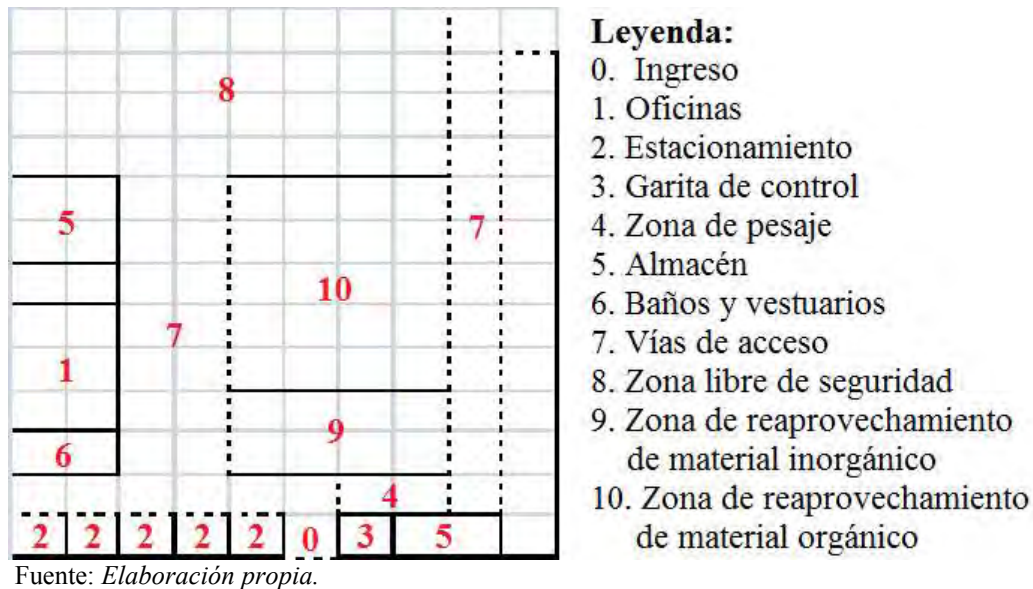 8
5
7
10
7
1
9
6
4
2 2 2 2 2 0 3 5
Leyenda:
0. Ingreso
1. Oficinas
2. Estacionamiento
3. Garita de control
4. Zona de pesaje
5. Almacén
6. Baños y vestuarios
7. Vías de acceso
8. Zona libre de seguridad
9. Zona de reaprovechamiento
de material inorgánico
10. Zona de reaprovechamiento
de material orgánico
Fuente: Elaboración propia.